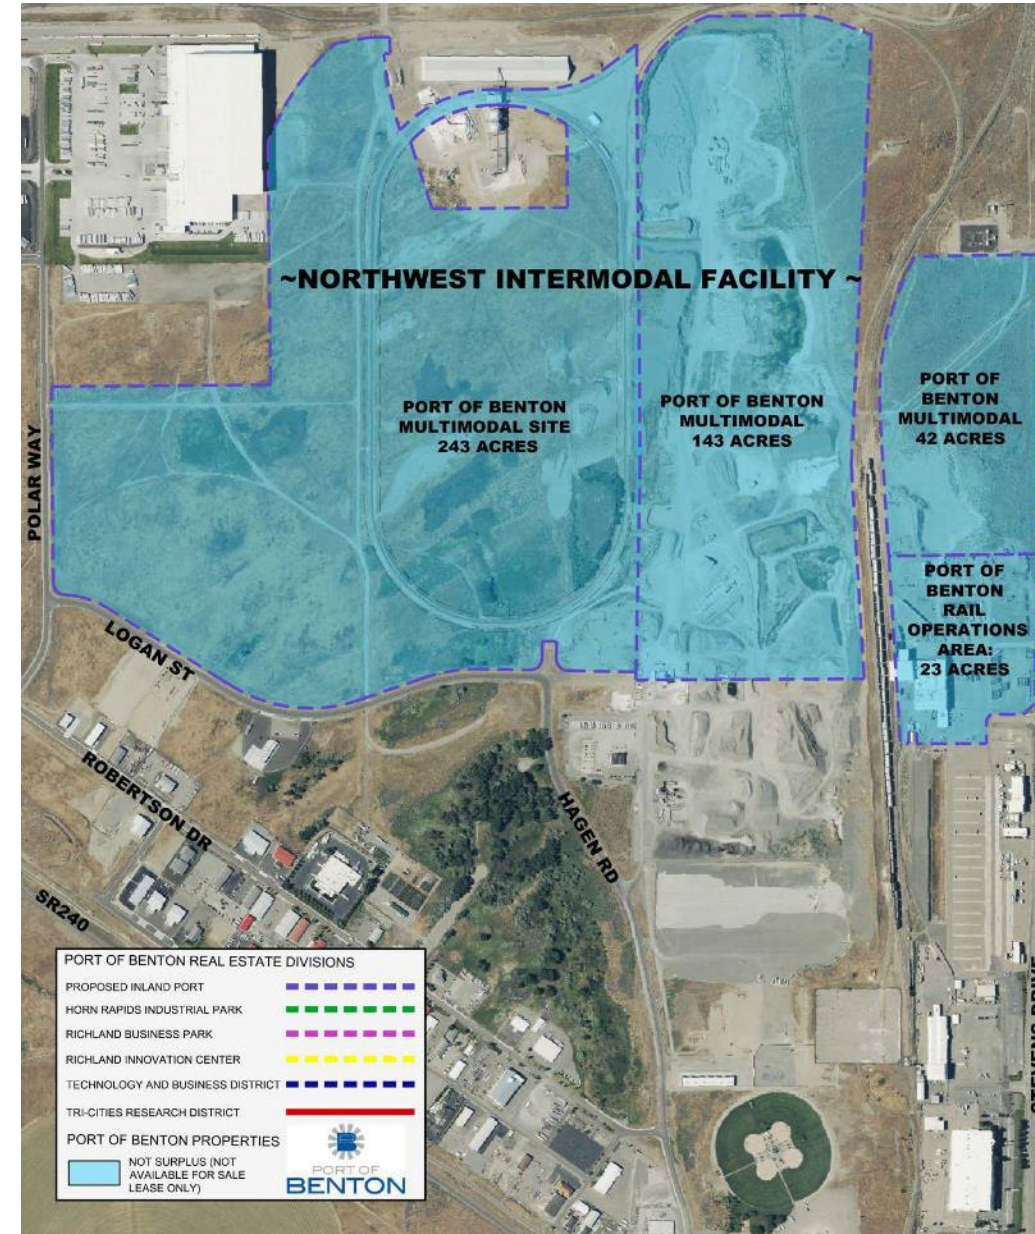 ~NORTHWEST INTERMODAL FACILITY ~
PORT OF BENTON
MULTIMODAL SITE
243 ACRES
PORT OF BENTON
MULTIMODAL
143 ACRES
PORT OF
BENTON
MULTIMODAL
42 ACRES
PORT OF
BENTON
RAIL
OPERATIONS
AREA:
23 ACRES
POLAR WAY
LOGAN ST
ROBERTSON DR
HAGEN RD
SR240
PORT OF BENTON REAL ESTATE DIVISIONS
PROPOSED INLAND PORT
HORN RAPIDS INDUSTRIAL PARK
RICHLAND BUSINESS PARK
RICHLAND INNOVATION CENTER
TECHNOLOGY AND BUSINESS DISTRICT
TRI-CITIES RESEARCH DISTRICT
PORT OF BENTON PROPERTIES
NOT SURPLUS (NOT
AVAILABLE FOR SALE
LEASE ONLY)
B
PORT OF
BENTON